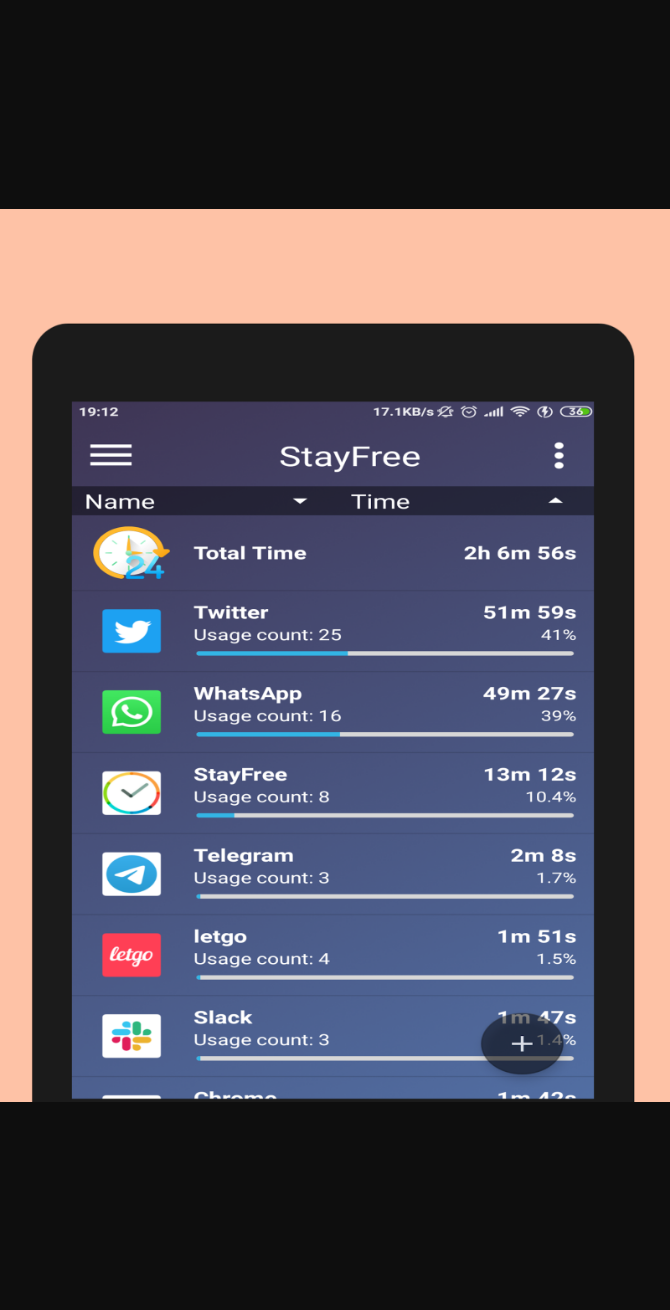 19:12 17.1KB/s 36
StayFree
Name Time
24
Total Time 2h 6m 56s
Twitter 51m 59s
Usage count: 25 41%
WhatsApp 49m 27s
Usage count: 16 39%
StayFree 13m 12s
Usage count: 8 10.4%
Telegram 2m 8s
Usage count: 3 1.7%
letgo 1m 51s
letgo
Usage count: 4 1.5%
Slack 1m 47s
Usage count: 3 + 1.4%
Chrome 1m 42s